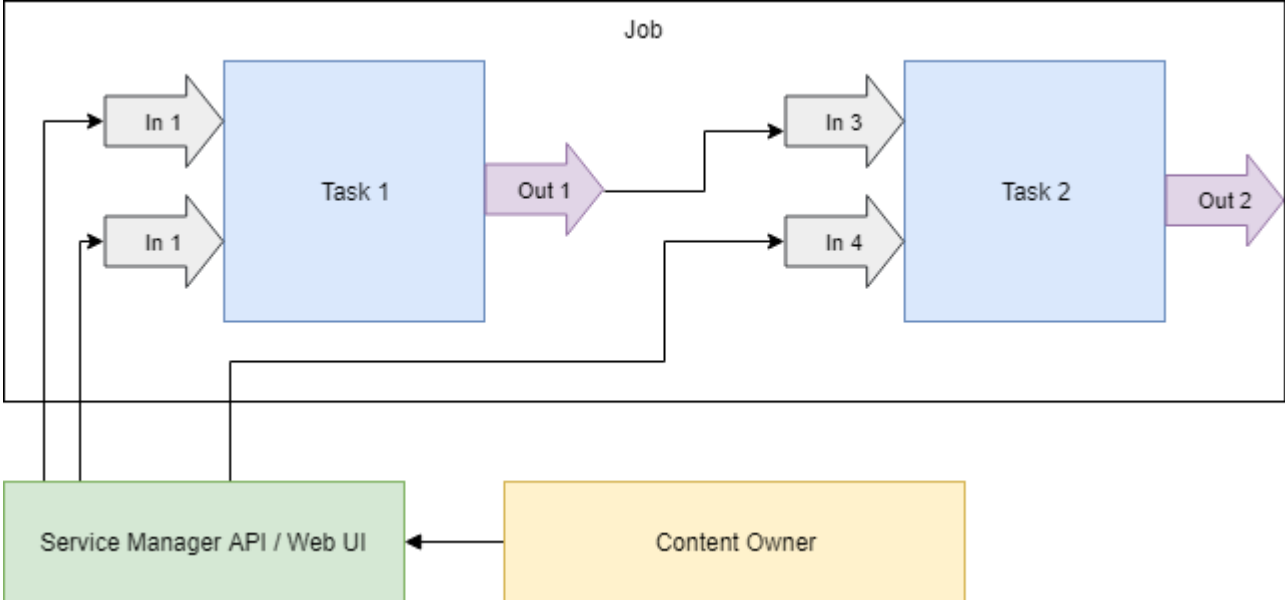 Job
In 1
In 3
Task 1
Out 1
Task 2
Out 2
In 1
In 4
Service Manager API / Web UI
Content Owner